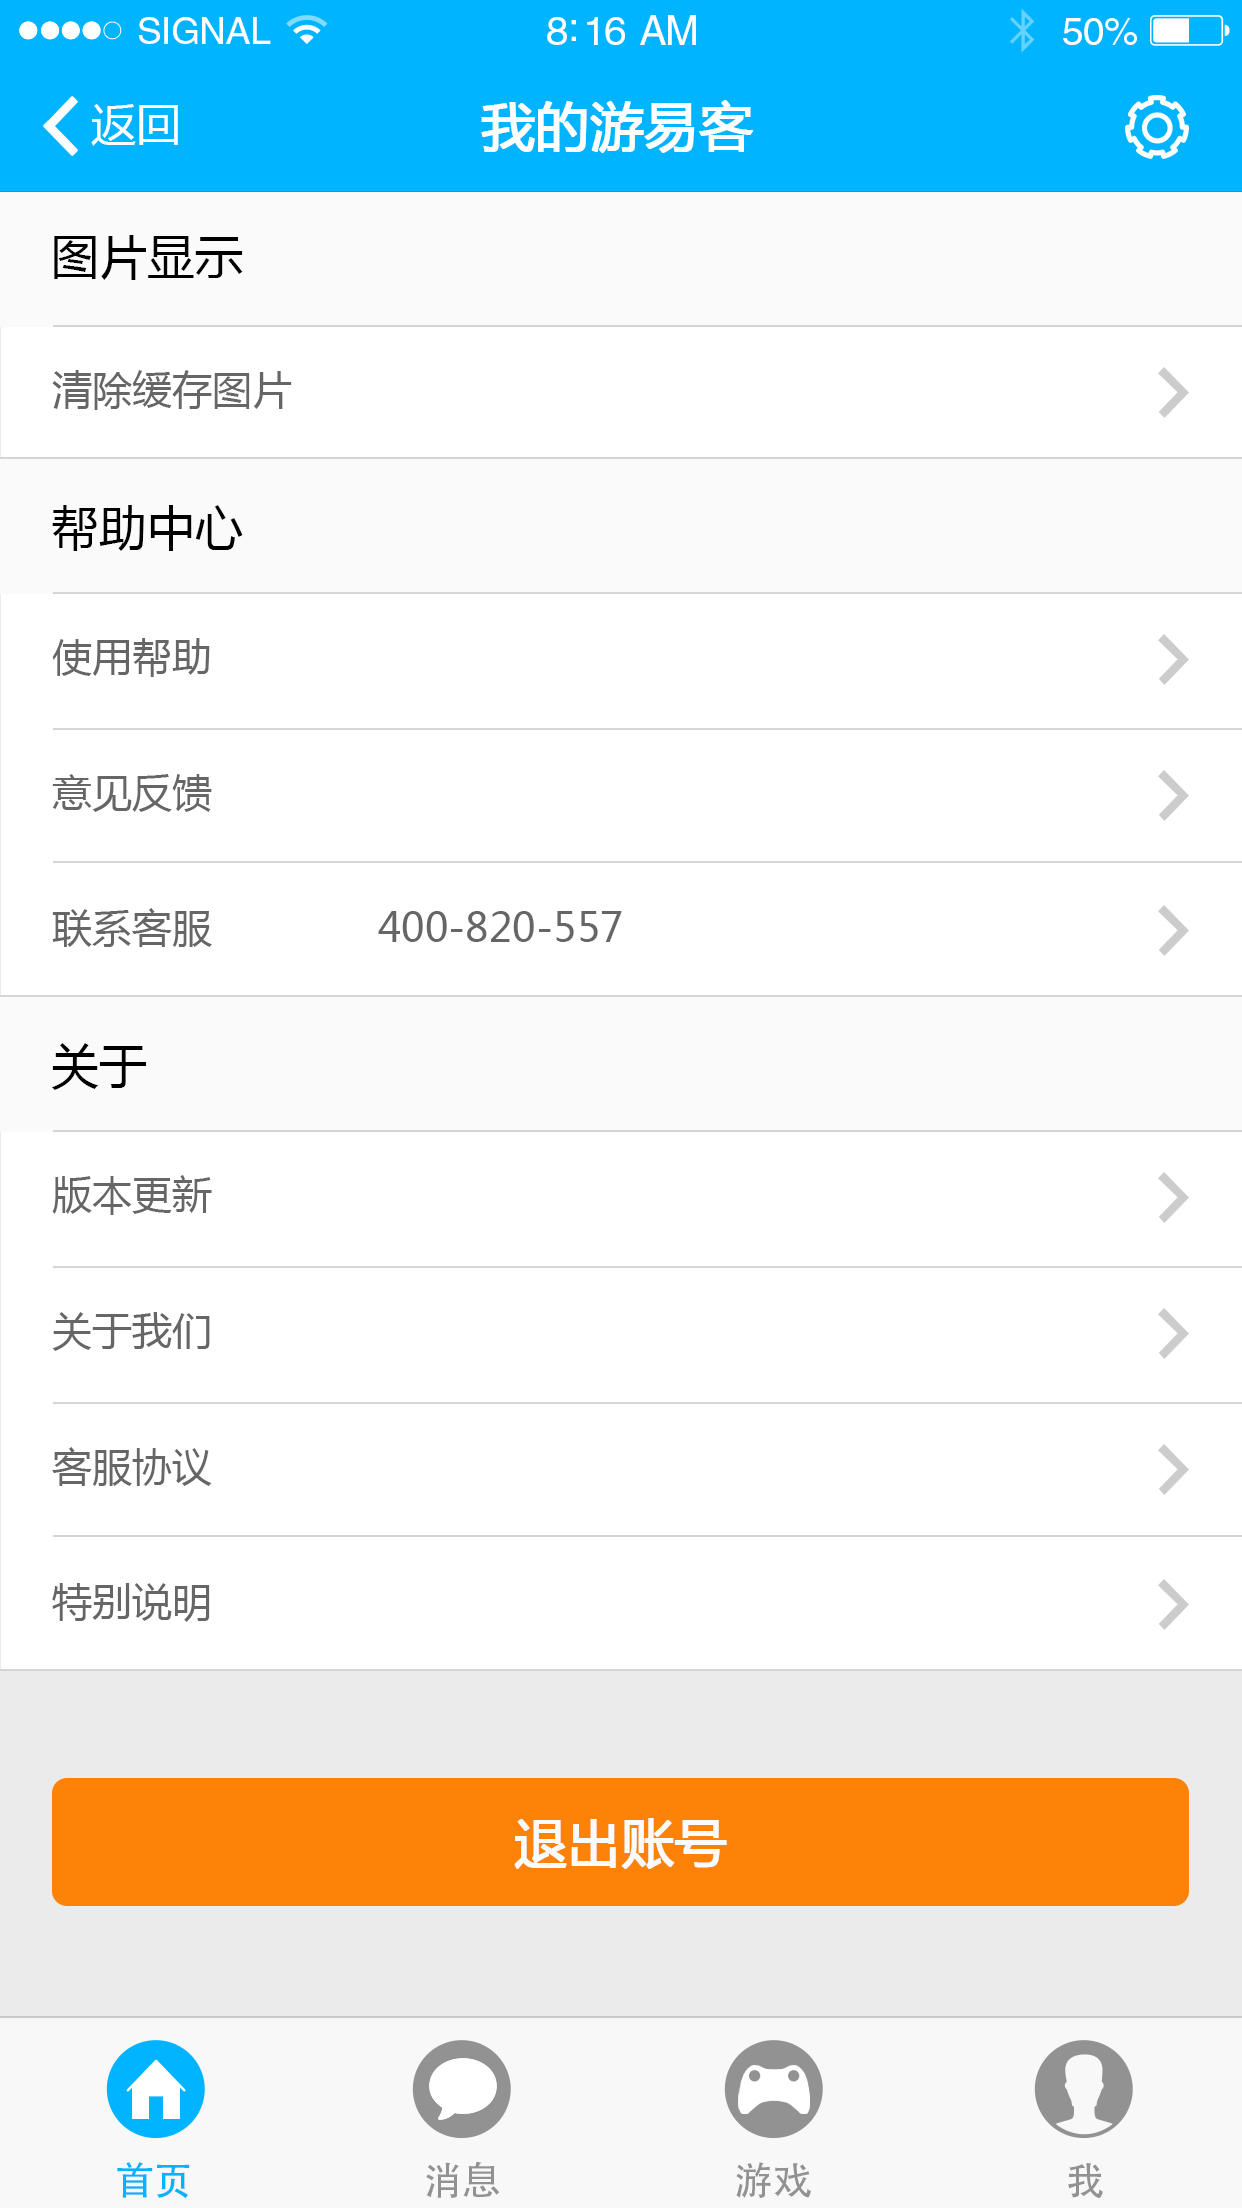 SIGNAL 8:16 AM 50%
返回 我的游易客
图片显示
清除缓存图片
帮助中心
使用帮助
意见反馈
联系客服 400-820-557
关于
版本更新
关于我们
客服协议
特别说明
退出账号
首页 消息 游戏 我